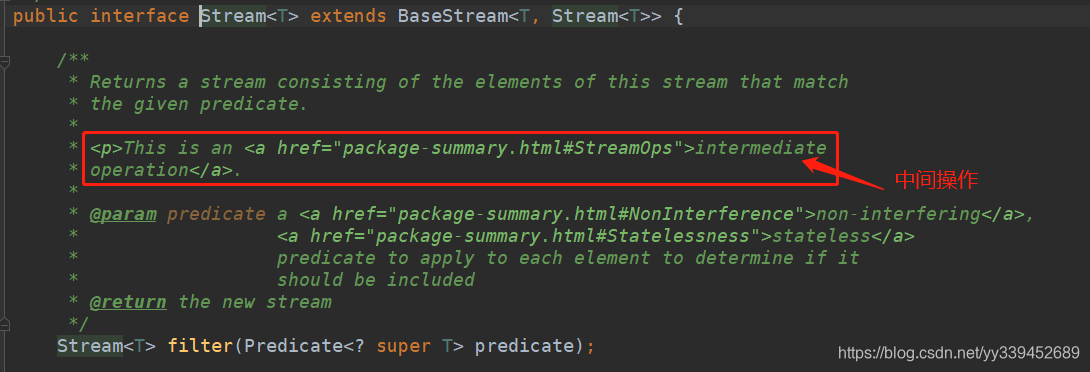 public interface Stream<T> extends BaseStream<T, Stream<T>> {
/**
* Returns a stream consisting of the elements of this stream that match
* the given predicate.
*
* <p>This is an <a href="package-summary.html#StreamOps">intermediate
* operation</a>.
中间操作
*
* @param predicate a <a href="package-summary.html#NonInterference">non-interfering</a>,
* <a href="package-summary.html#Statelessness">stateless</a>
* predicate to apply to each element to determine if it
* should be included
* @return the new stream
*/
Stream<T> filter(Predicate<? super T> predicate);
https://blog.csdn.net/yy339452689